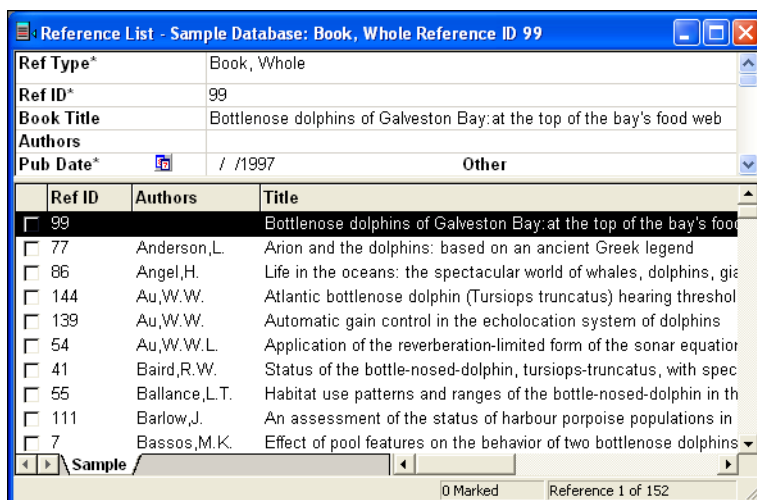 Reference List - Sample Database: Book, Whole Reference ID 99
Ref Type* Book, Whole
Ref ID* 99
Book Title Bottlenose dolphins of Galveston Bay:at the top of the bay's food web
Authors
Pub Date* / /1997 Other
Ref ID Authors Title
99 Bottlenose dolphins of Galveston Bay:at the top of the bay's food
77 Anderson,L. Arion and the dolphins: based on an ancient Greek legend
86 Angel,H. Life in the oceans: the spectacular world of whales, dolphins, gia
144 Au,W.W. Atlantic bottlenose dolphin (Tursiops truncatus) hearing threshol
139 Au,W.W. Automatic gain control in the echolocation system of dolphins
54 Au,W.W.L. Application of the reverberation-limited form of the sonar equation
41 Baird,R.W. Status of the bottle-nosed-dolphin, tursiops-truncatus, with spec
55 Ballance,L.T. Habitat use patterns and ranges of the bottle-nosed-dolphin in th
111 Barlow,J. An assessment of the status of harbour porpoise populations in
7 Bassos,M.K. Effect of pool features on the behavior of two bottlenose dolphins
Sample
0 Marked Reference 1 of 152